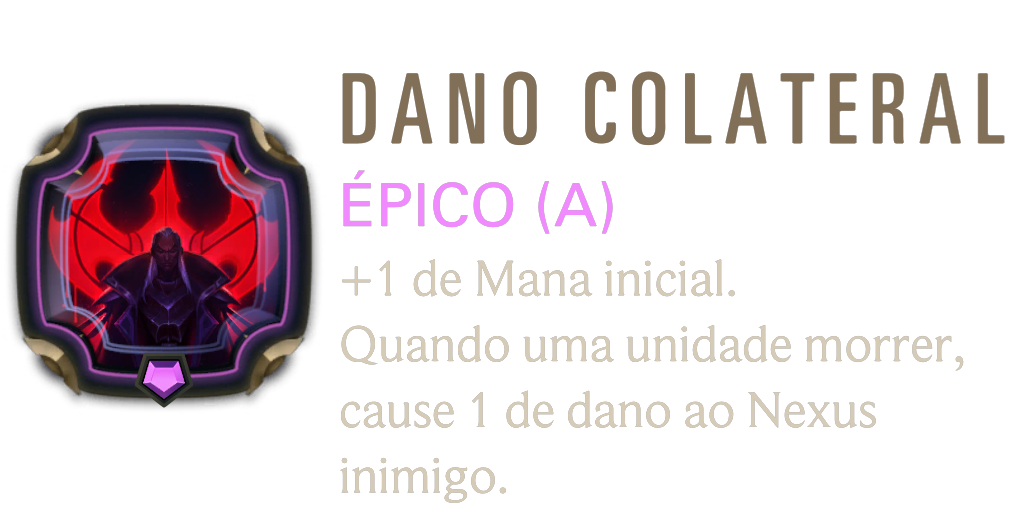 DANO COLATERAL
ÉPICO (A)
+1 de Mana inicial.
Quando uma unidade morrer,
cause 1 de dano ao Nexus
inimigo.